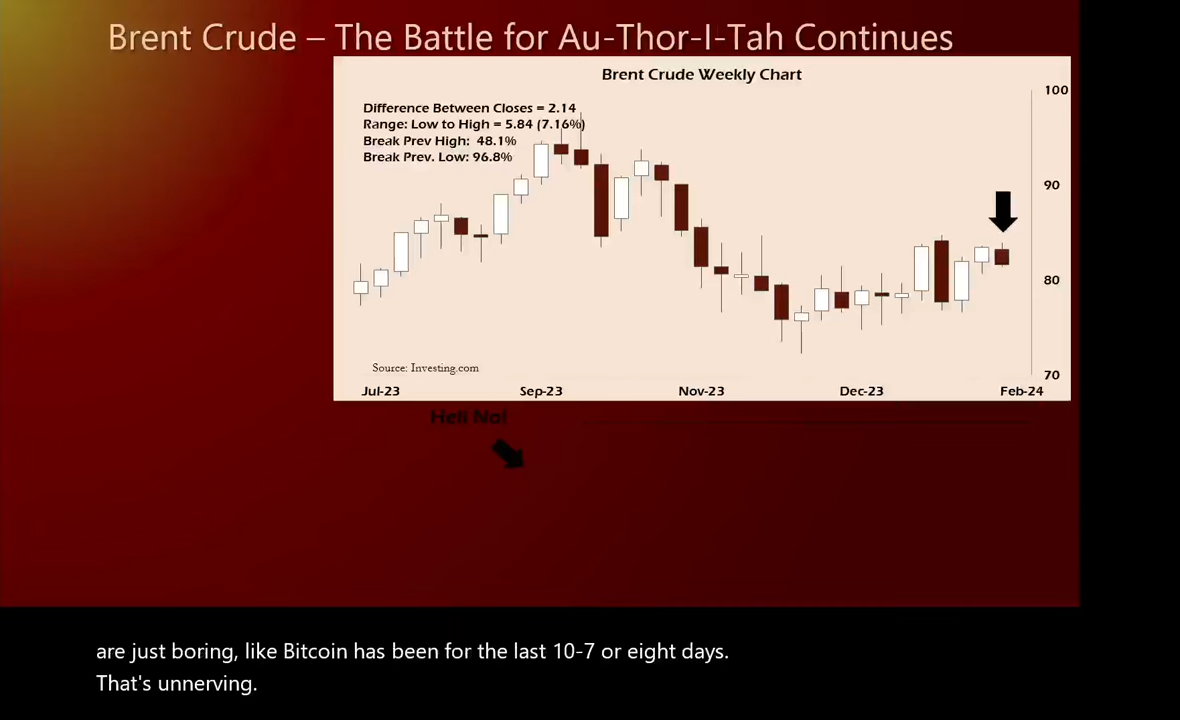 Brent Crude – The Battle for Au-Thor-I-Tah Continues
Brent Crude Weekly Chart
Difference Between Closes = 2.14
Range: Low to High = 5.84 (7.16%)
Break Prev High: 48.1%
Break Prev. Low: 96.8%
100
90
80
70
Source: Investing.com
Jul-23 Sep-23 Nov-23 Dec-23 Feb-24
Hell No!
are just boring, like Bitcoin has been for the last 10-7 or eight days.
That's unnerving.